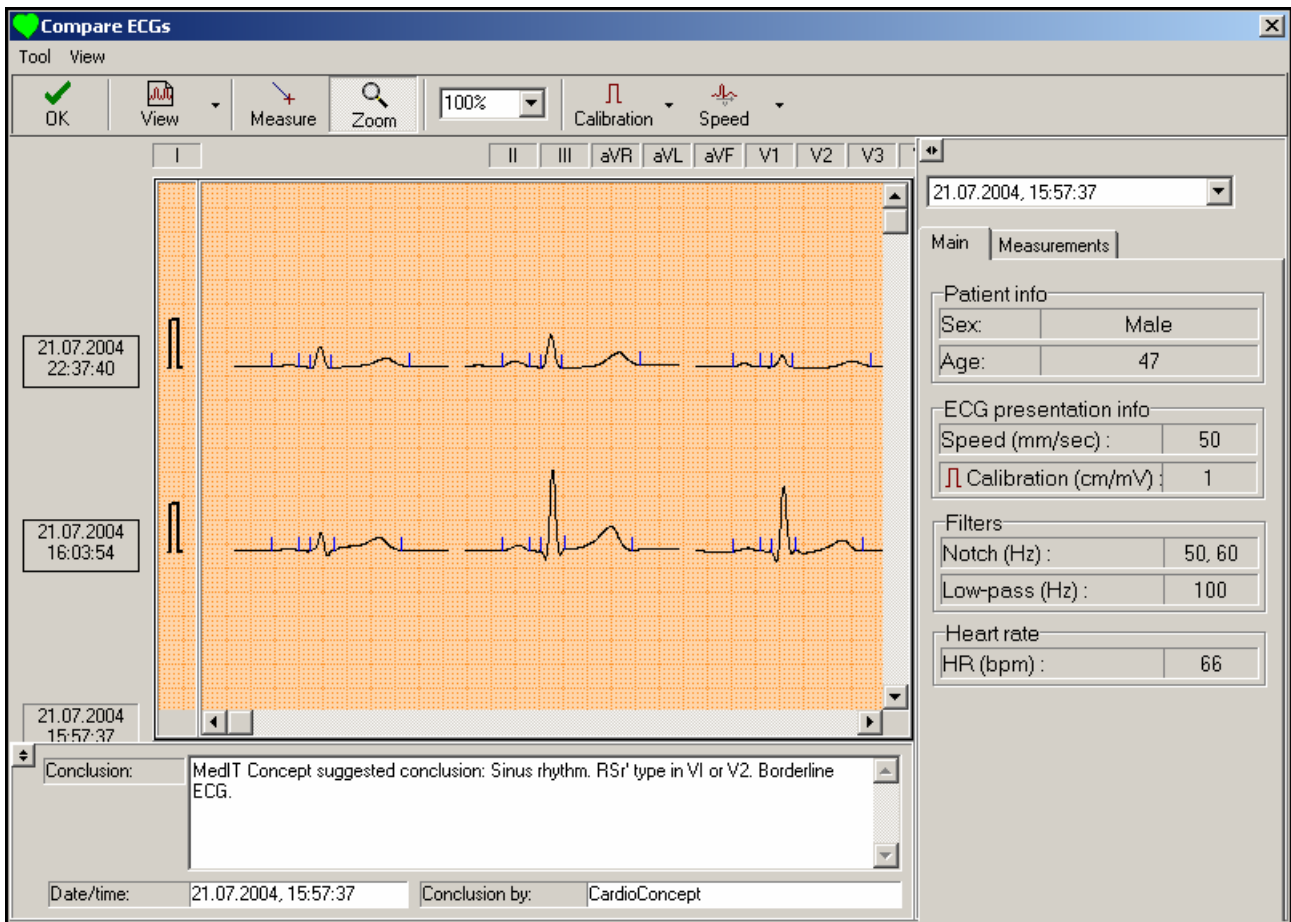 Compare ECGs
Tool View
OK View Measure Zoom 100% Calibration Speed
I II III aVR aVL aVF V1 V2 V3
21.07.2004, 15:57:37
Main Measurements
Patient info
Sex: Male
Age: 47
ECG presentation info
Speed (mm/sec) : 50
Calibration (cm/mV) : 1
Filters
Notch (Hz) : 50, 60
Low-pass (Hz) : 100
Heart rate
HR (bpm) : 66
21.07.2004
22:37:40
21.07.2004
16:03:54
21.07.2004
15:57:37
Conclusion: MedIT Concept suggested conclusion: Sinus rhythm. RSr' type in VI or V2. Borderline
ECG.
Date/time: 21.07.2004, 15:57:37 Conclusion by: CardioConcept